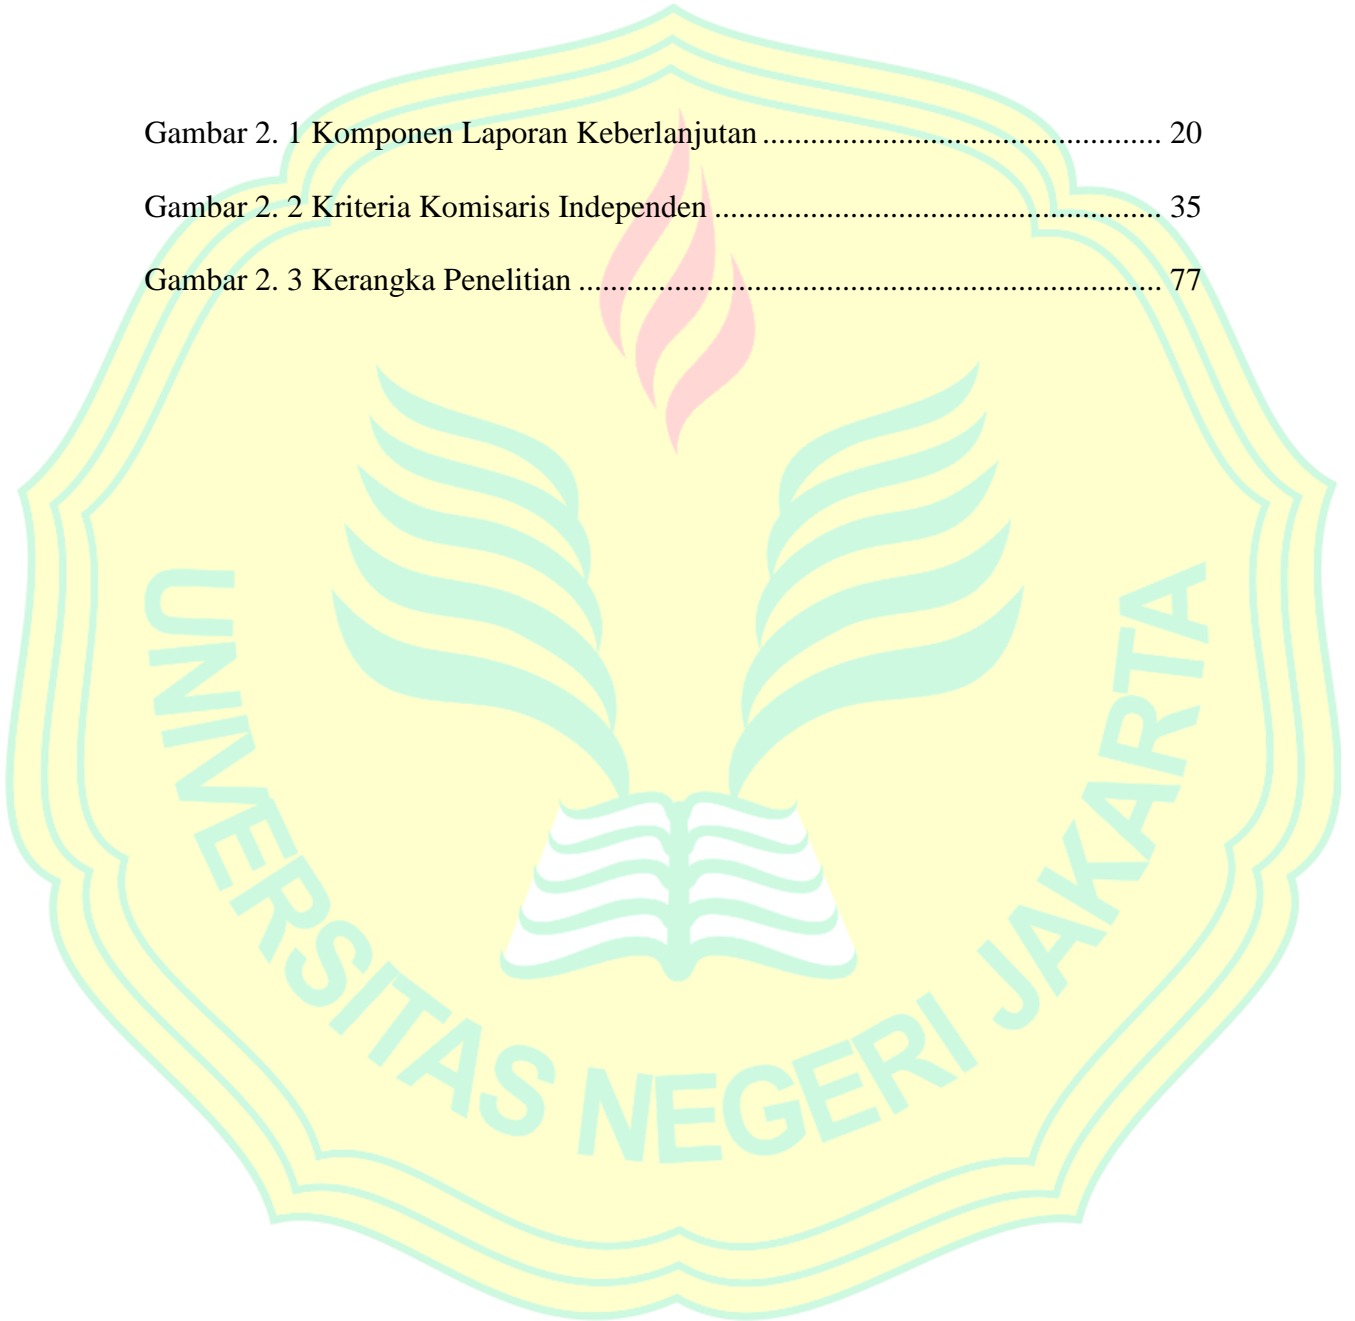 Gambar 2. 1 Komponen Laporan Keberlanjutan .................................................. 20
Gambar 2. 2 Kriteria Komisaris Independen ........................................................ 35
Gambar 2. 3 Kerangka Penelitian ......................................................................... 77
UNIVERSITAS NEGERI JAKARTA